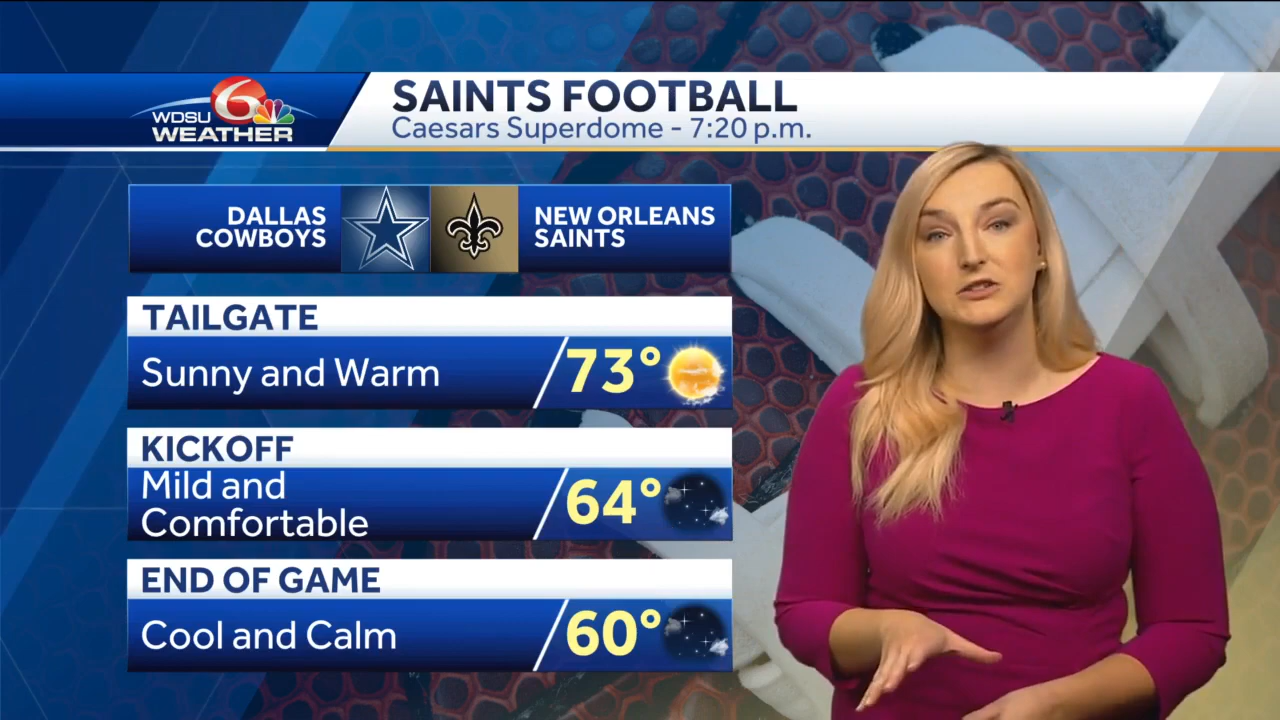 WDSU 6
WEATHER
SAINTS FOOTBALL
Caesars Superdome - 7:20 p.m.
DALLAS
COWBOYS
NEW ORLEANS
SAINTS
TAILGATE
Sunny and Warm 73°
KICKOFF
Mild and
Comfortable 64°
END OF GAME
Cool and Calm 60°